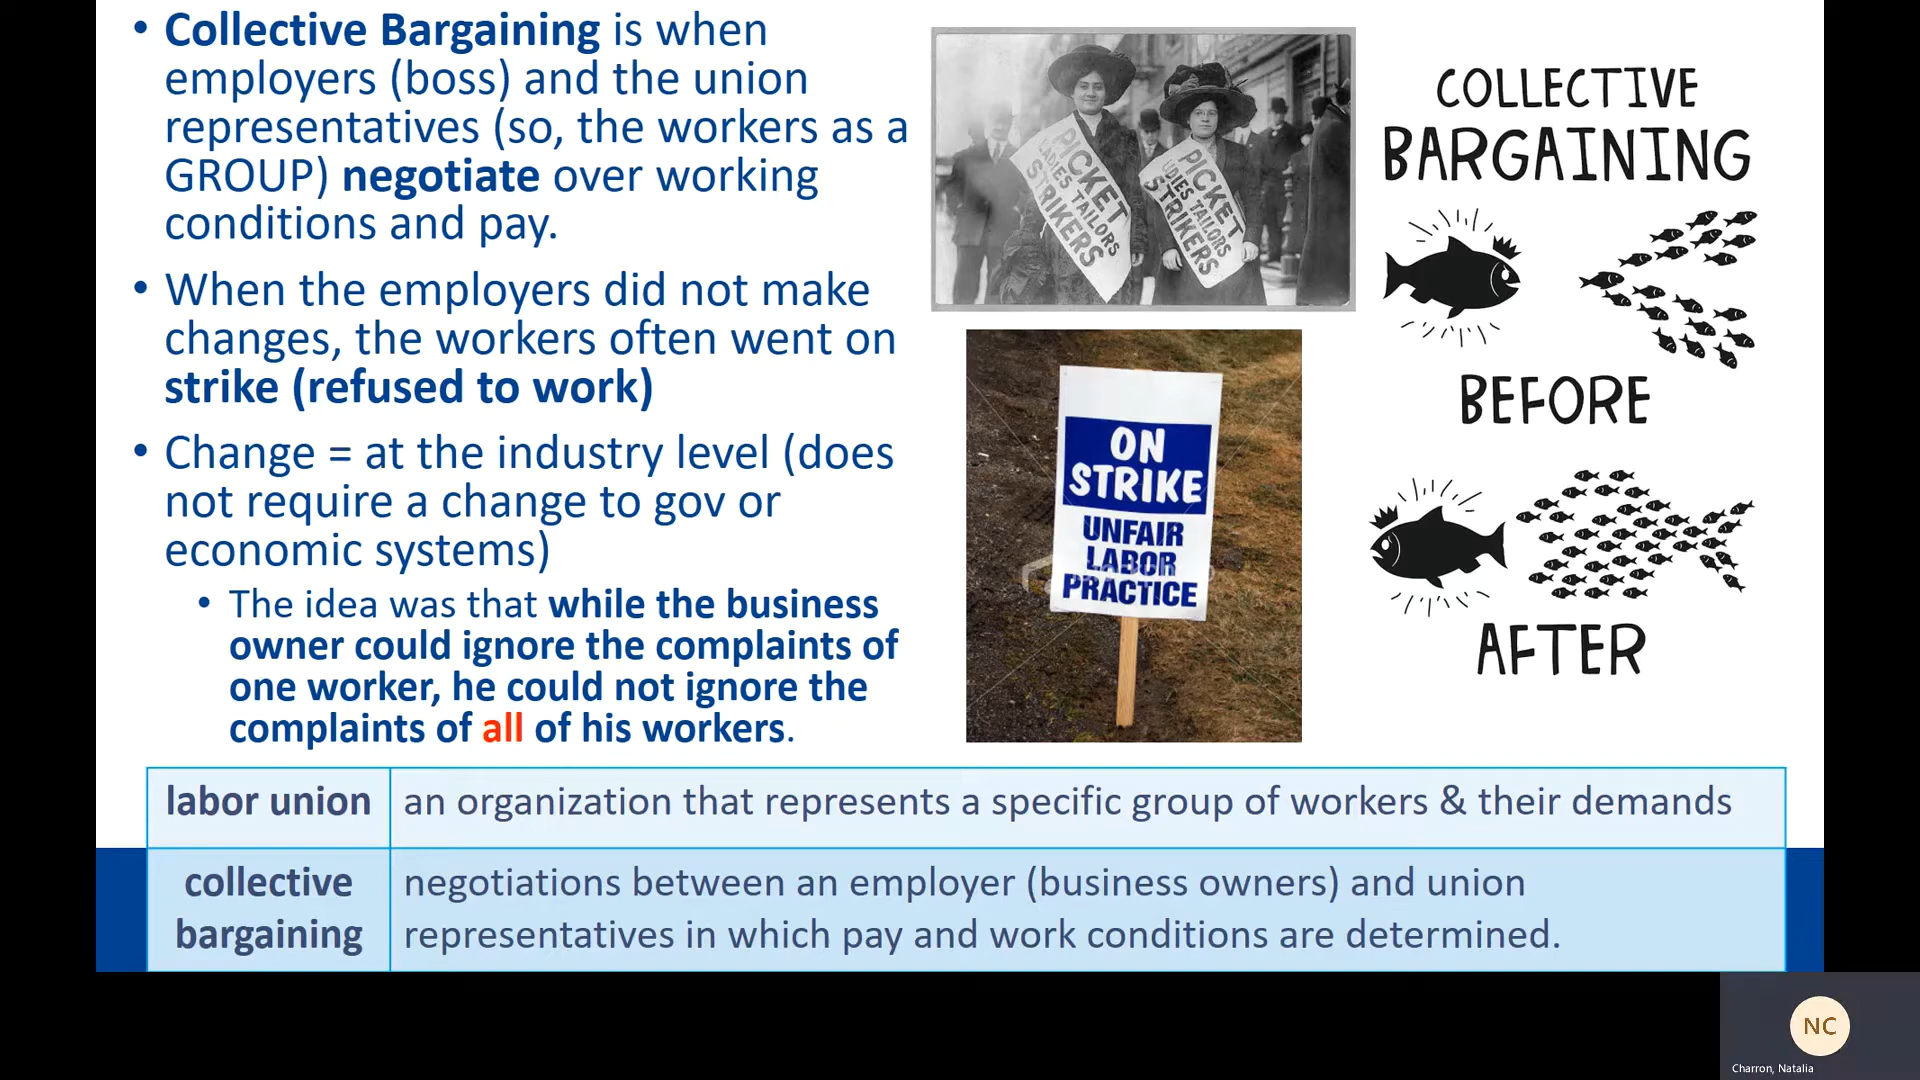 • Collective Bargaining is when
employers (boss) and the union
representatives (so, the workers as a
GROUP) negotiate over working
conditions and pay.
• When the employers did not make
changes, the workers often went on
strike (refused to work)
• Change = at the industry level (does
not require a change to gov or
economic systems)
• The idea was that while the business
owner could ignore the complaints of
one worker, he could not ignore the
complaints of all of his workers.
PICKET
LADIES TAILORS
STRIKERS
PICKET
LADIES TAILORS
STRIKERS
ON
STRIKE
UNFAIR
LABOR
PRACTICE
COLLECTIVE
BARGAINING
BEFORE
AFTER
labor union
an organization that represents a specific group of workers & their demands
collective
bargaining
negotiations between an employer (business owners) and union
representatives in which pay and work conditions are determined.
NC
Charron, Natalia